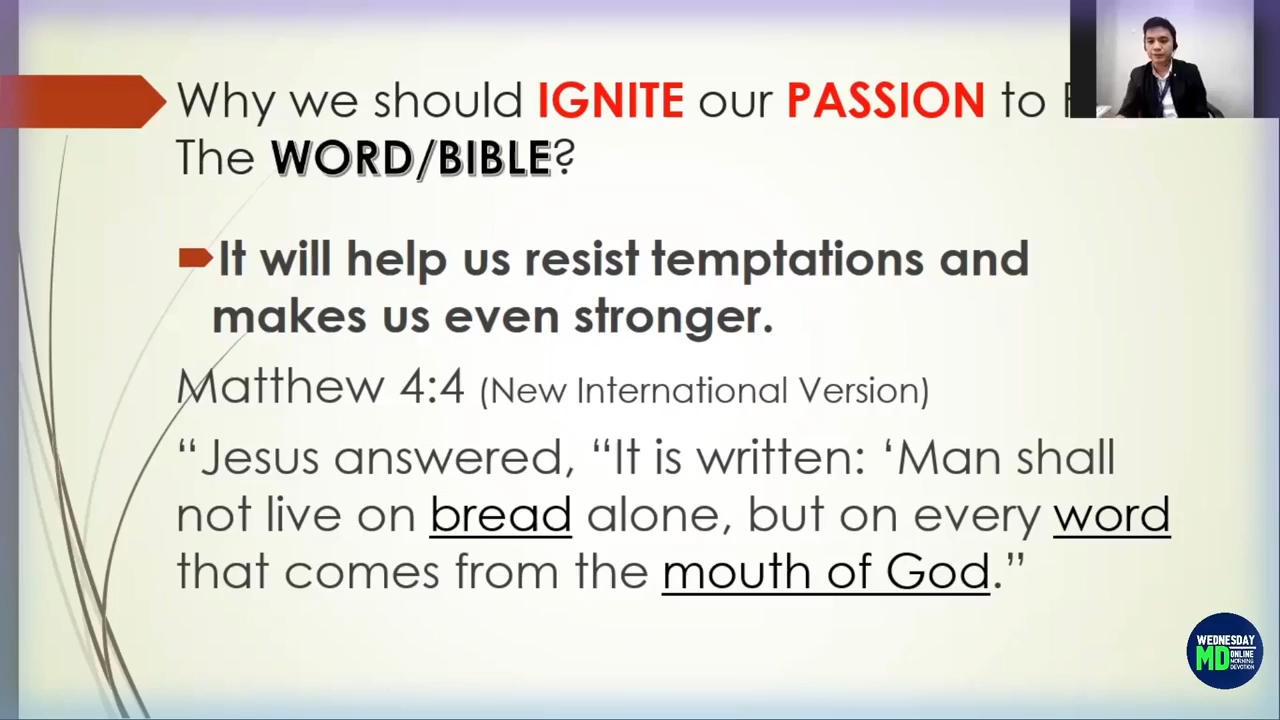 Why we should IGNITE our PASSION to
The WORD/BIBLE?
It will help us resist temptations and
makes us even stronger.
Matthew 4:4 (New International Version)
“Jesus answered, “It is written: ‘Man shall
not live on bread alone, but on every word
that comes from the mouth of God.”
WEDNESDAY
MD ONLINE
MORNING
DEVOTION